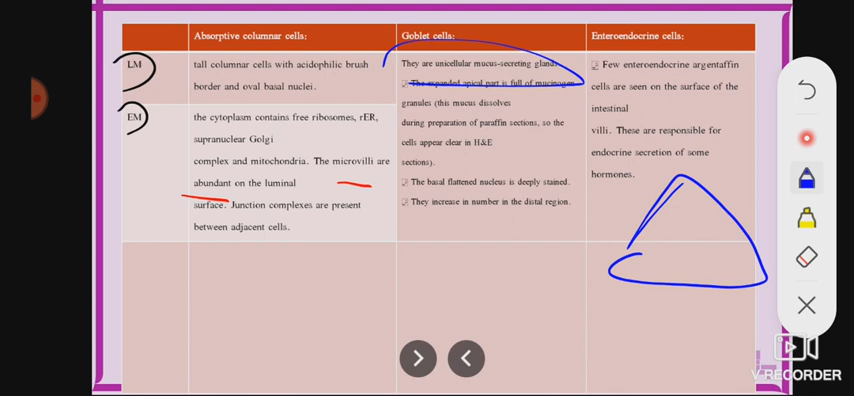 Absorptive columnar cells:
Goblet cells:
Enteroendocrine cells:
LM
tall columnar cells with acidophilic brush
border and oval basal nuclei.
EM
the cytoplasm contains free ribosomes, rER,
supranuclear Golgi
complex and mitochondria. The microvilli are
abundant on the luminal
surface. Junction complexes are present
between adjacent cells.
They are unicellular mucus-secreting glands
The expanded apical part is full of mucinogen
granules (this mucus dissolves
during preparation of paraffin sections, so the
cells appear clear in H&E
sections).
The basal flattened nucleus is deeply stained.
They increase in number in the distal region.
Few enteroendocrine argentaffin
cells are seen on the surface of the
intestinal
villi. These are responsible for
endocrine secretion of some
hormones.
V-RECORDER